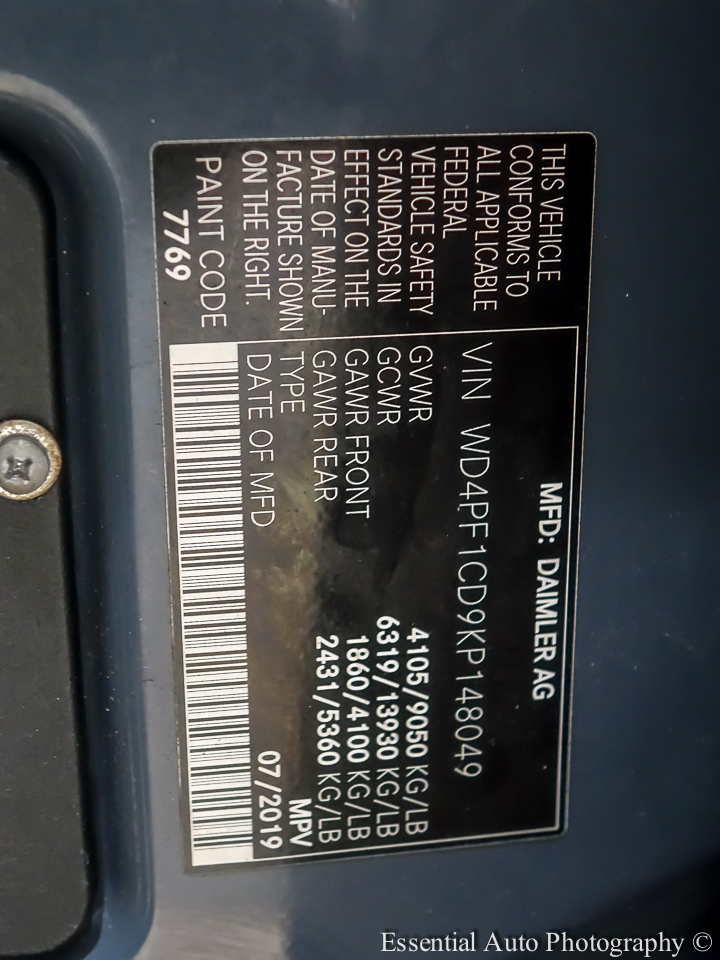 MFD: DAIMLER AG
THIS VEHICLE
CONFORMS TO
ALL APPLICABLE
FEDERAL
VEHICLE SAFETY
STANDARDS IN
EFFECT ON THE
DATE OF MANU-
FACTURE SHOWN
ON THE RIGHT.
PAINT CODE
7769
VIN WD4PF1CD9KP148049
GVWR 4105/9050 KG/LB
GCWR 6319/13930 KG/LB
GAWR FRONT 1860/4100 KG/LB
GAWR REAR 2431/5360 KG/LB
TYPE MPV
DATE OF MFD 07/2019
Essential Auto Photography ©